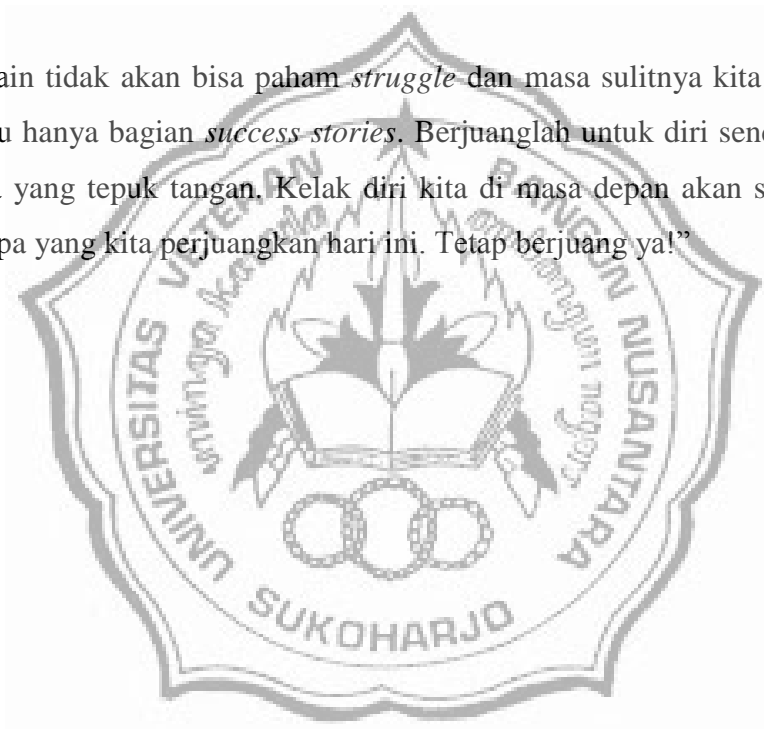 ain tidak akan bisa paham struggle dan masa sulitnya kita
u hanya bagian success stories. Berjuanglah untuk diri send
yang tepuk tangan. Kelak diri kita di masa depan akan s
pa yang kita perjuangkan hari ini. Tetap berjuang ya!”
UNIVERSITAS VETERAN BANGUN NUSANTARA
SUKOHARJO